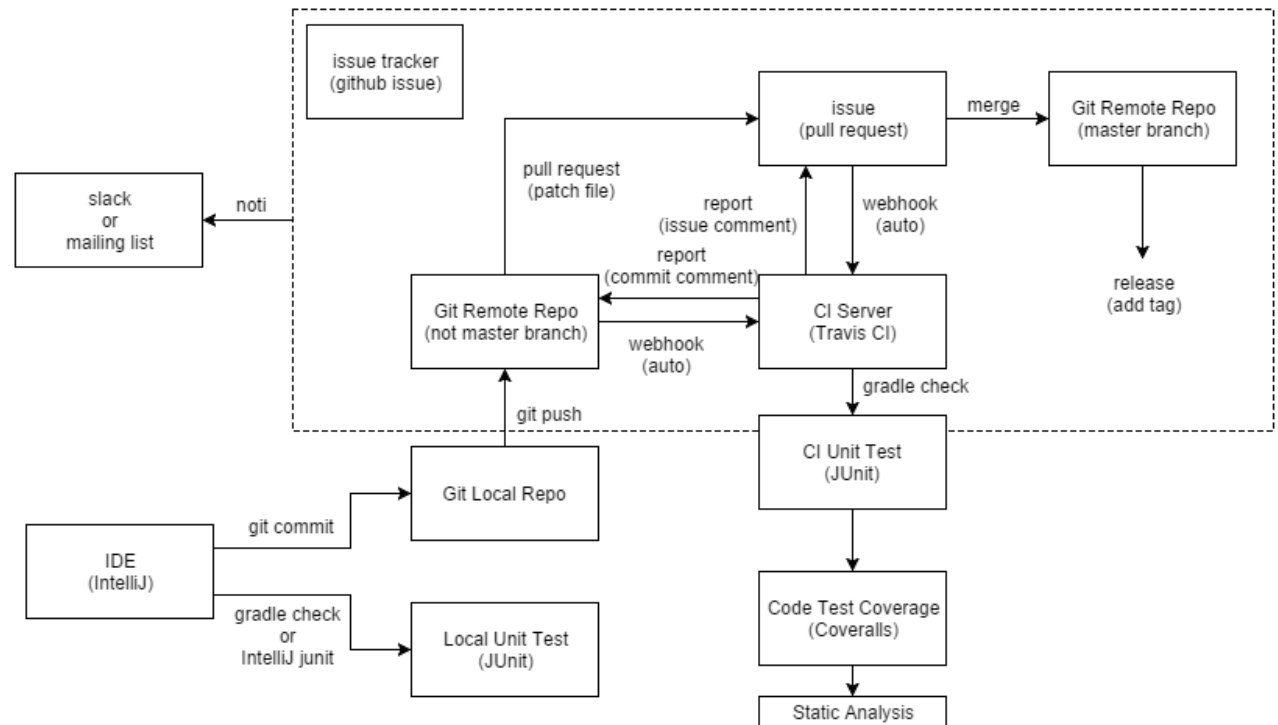 issue tracker
(github issue)
issue
(pull request)
merge
Git Remote Repo
(master branch)
pull request
(patch file)
slack
or
mailing list
noti
report
(issue comment)
webhook
(auto)
report
(commit comment)
release
(add tag)
Git Remote Repo
(not master branch)
CI Server
(Travis CI)
webhook
(auto)
gradle check
git push
CI Unit Test
(JUnit)
Git Local Repo
git commit
IDE
(IntelliJ)
gradle check
or
IntelliJ junit
Local Unit Test
(JUnit)
Code Test Coverage
(Coveralls)
Static Analysis